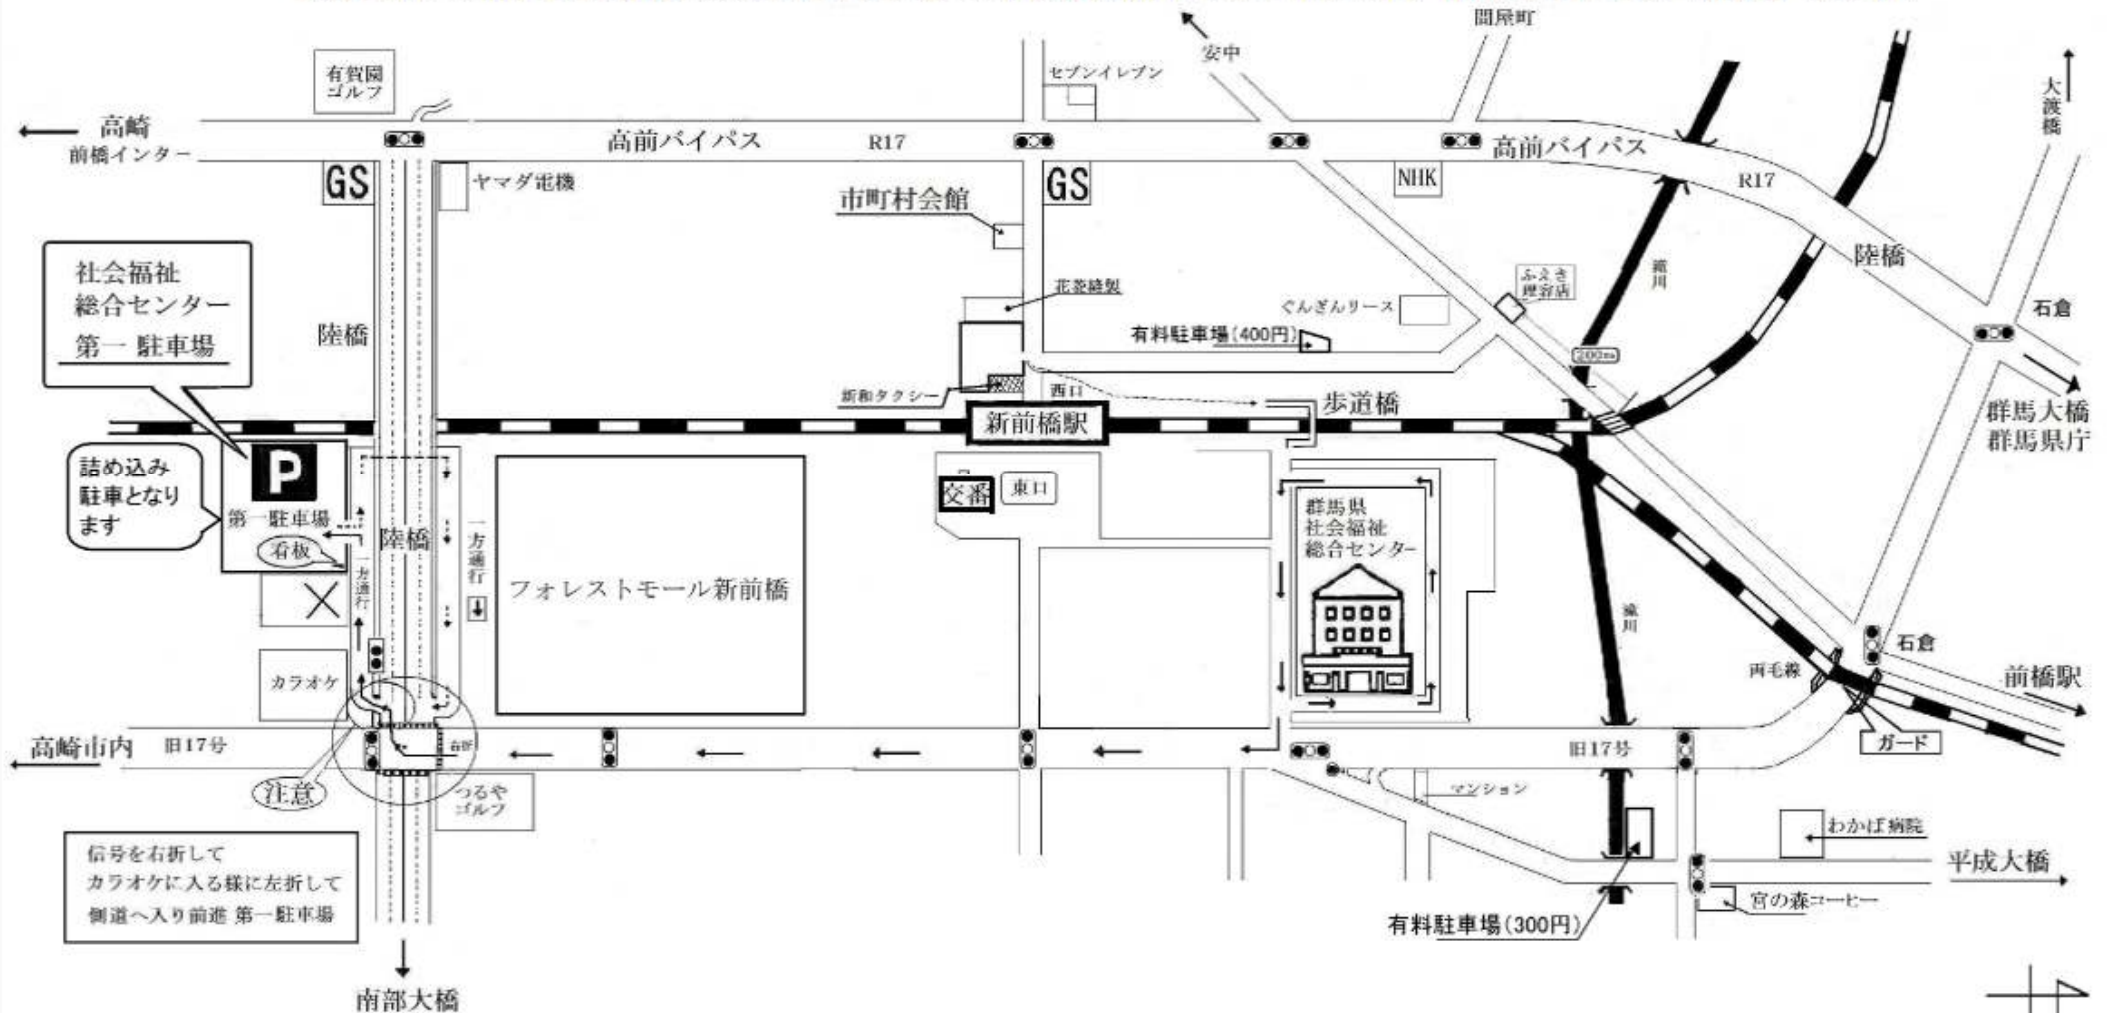 問屋町
安中
セブンイレブン
有賀園
ゴルフ
大渡橋
高崎
前橋インター
高前バイパス
R17
高前バイパス
R17
GS
ヤマダ電機
GS
NHK
市町村会館
陸橋
社会福祉
総合センター
第一 駐車場
花菱縫製
ふえき
理容店
滝川
ぐんぎんリース
石倉
陸橋
有料駐車場(400円)
200m
新和タクシー
西口
新前橋駅
歩道橋
群馬大橋
群馬県庁
詰め込み
駐車となり
ます
P
第一駐車場
看板
陸橋
一方通行
一方通行
フォレストモール新前橋
交番
東口
群馬県
社会福祉
総合センター
滝川
カラオケ
両毛線
石倉
前橋駅
高崎市内
旧17号
右折
旧17号
ガード
注意
つるや
ゴルフ
マンション
わかば病院
信号を右折して
カラオケに入る様に左折して
側道へ入り前進 第一駐車場
平成大橋
宮の森コーヒー
有料駐車場(300円)
南部大橋